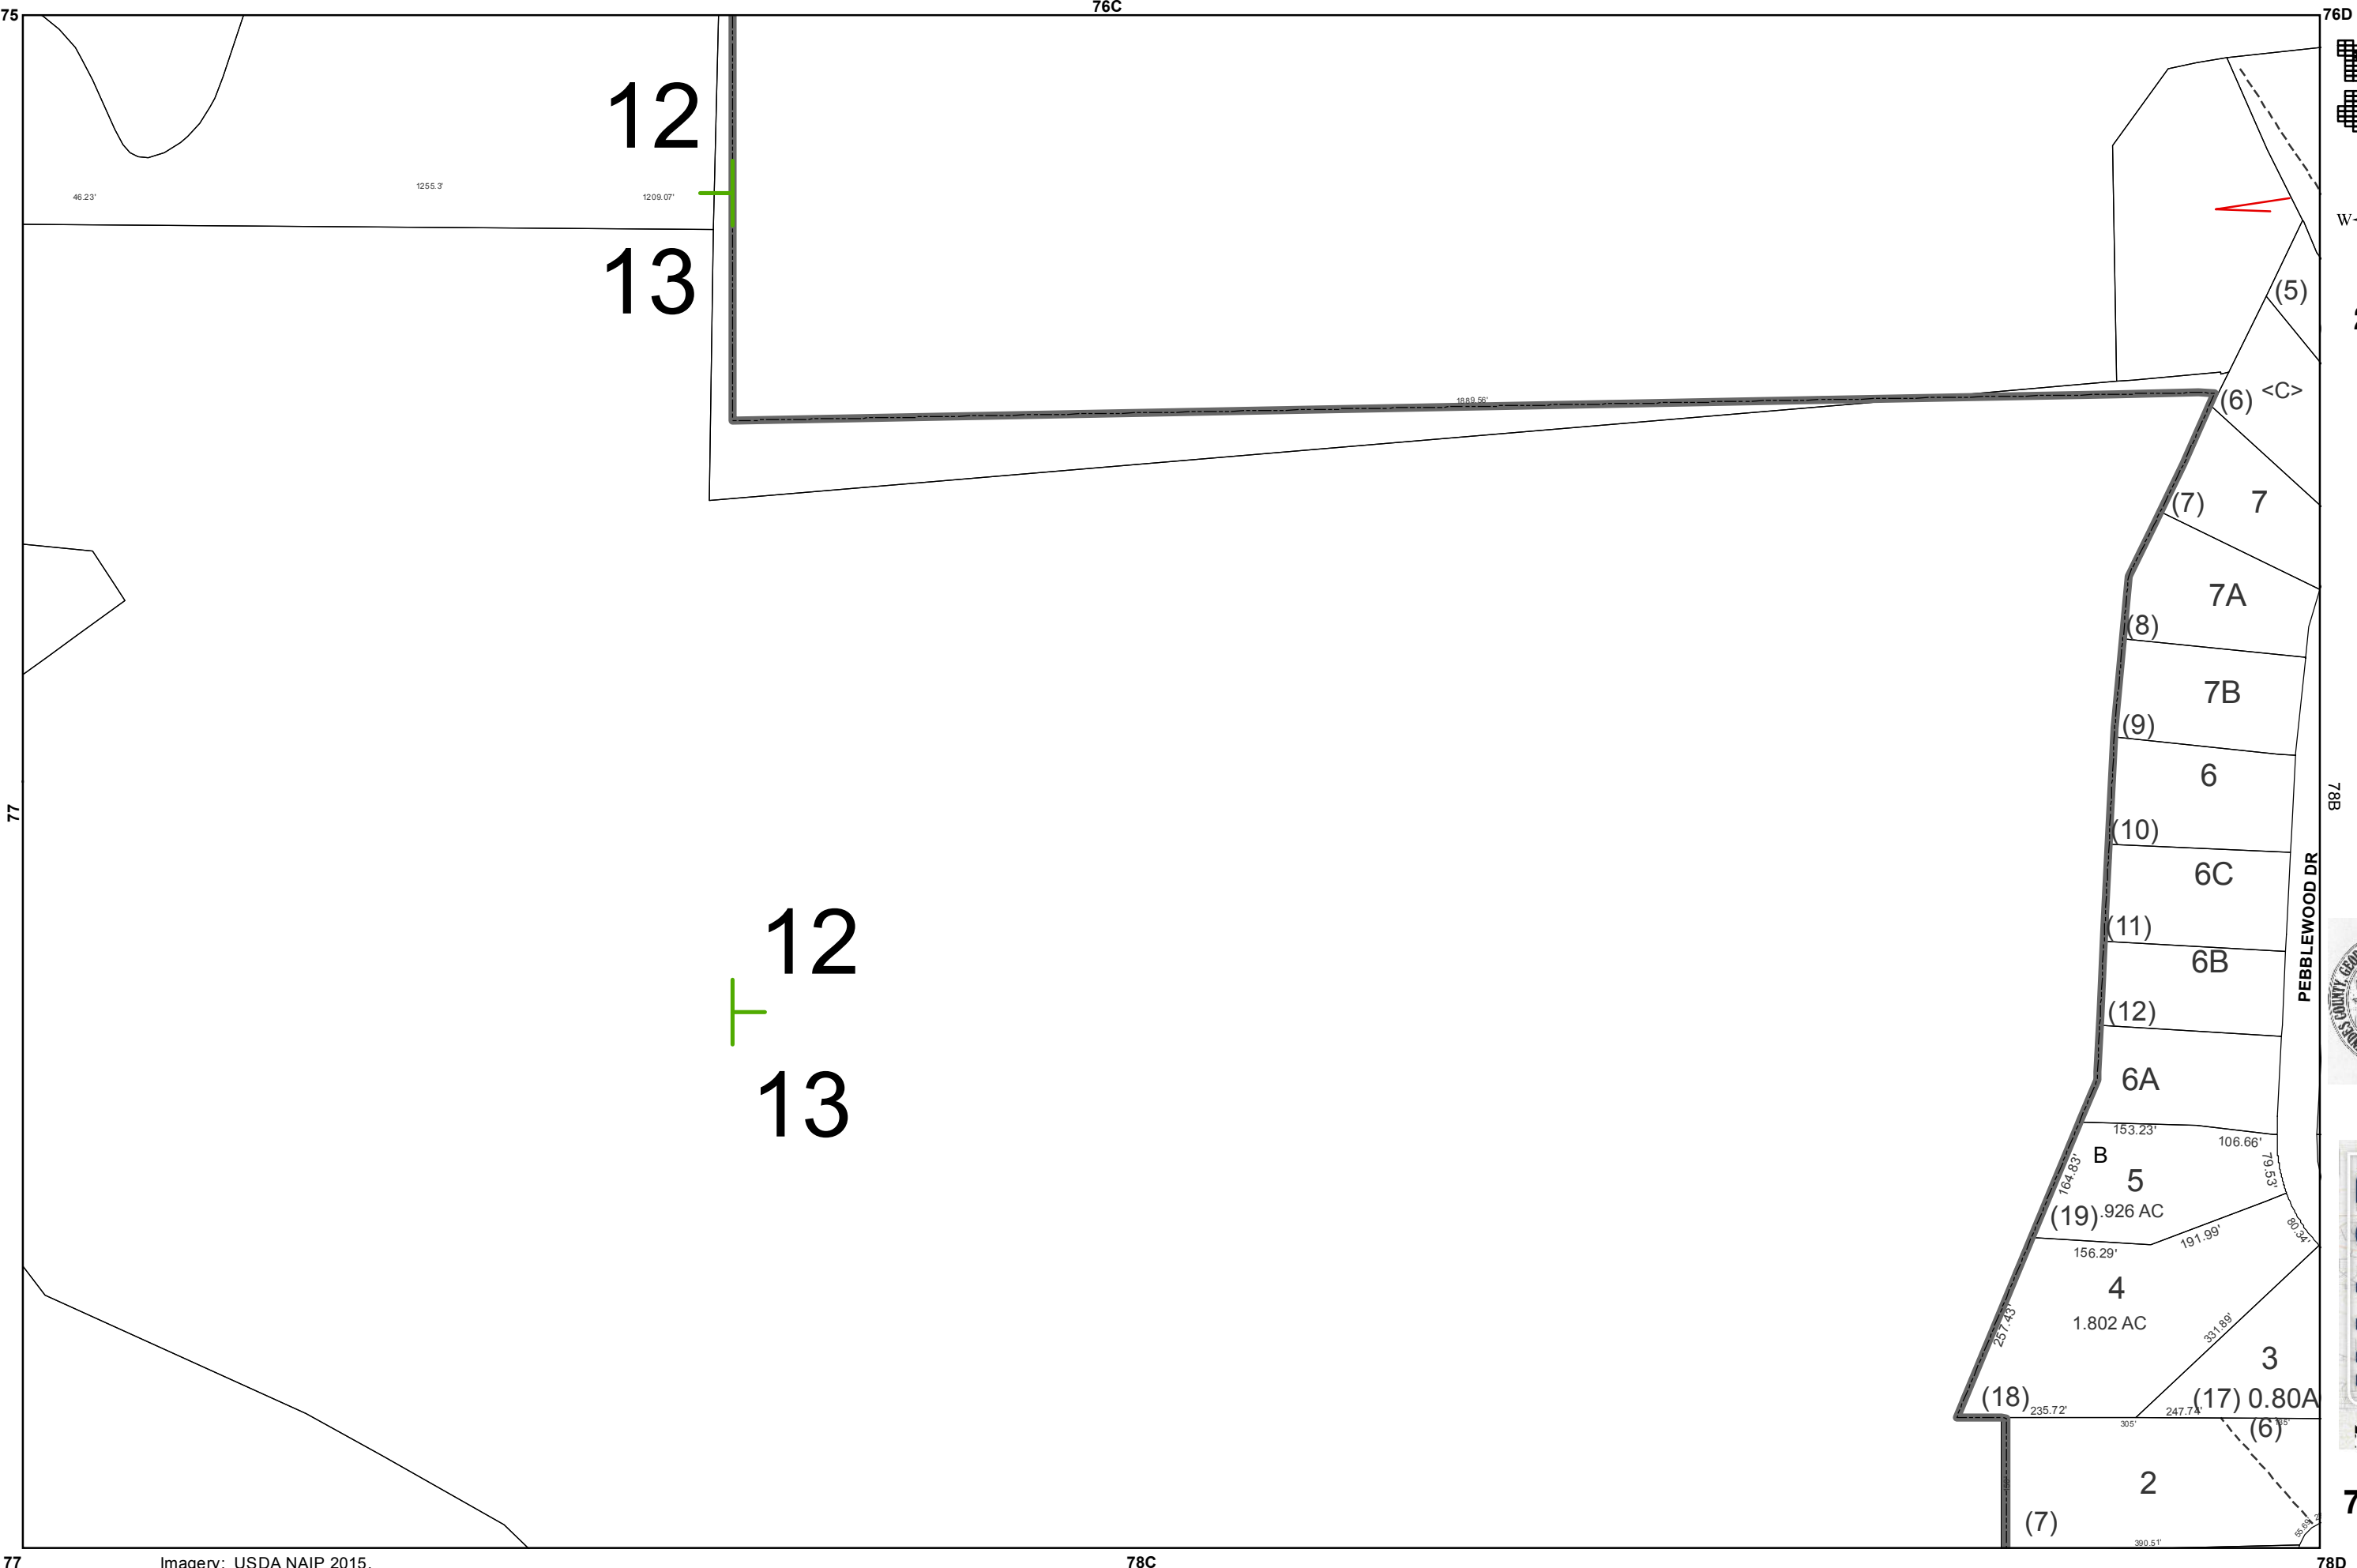 75
76C
76D
12
1255.3'
46.23'
1209.07'
W
13
(5)
<C>
(6)
1889.56'
7
(7)
7A
(8)
7B
(9)
6
77
78B
(10)
6C
PEBBLEWOOD DR
(11)
12
6B
(12)
13
6A
153.23'
106.66'
B
164.83'
79.53'
5
(19)
.926 AC
191.99'
80.34'
156.29'
4
1.802 AC
257.43'
331.89'
3
(18)
(17)
0.80A
235.72'
247.74'
305'
(6)
2
(7)
7
390.51'
77
Imagery: USDA NAIP 2015.
78C
78D